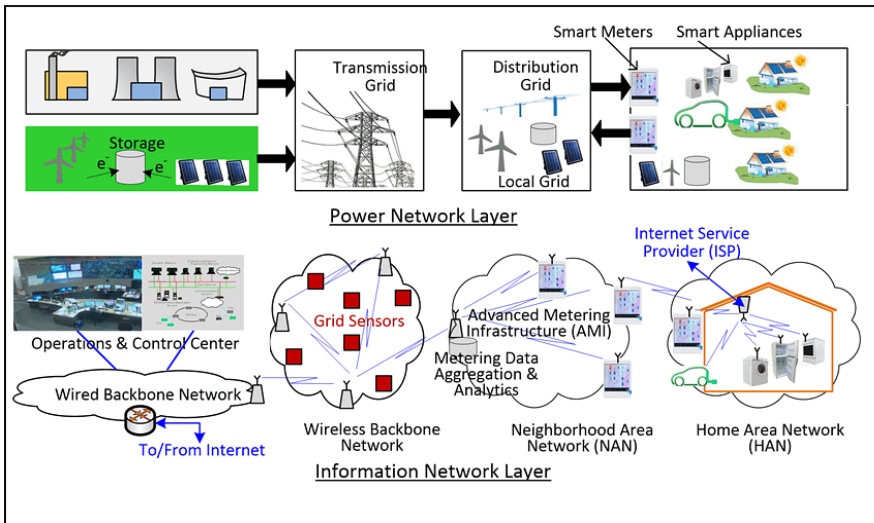 Smart Meters
Smart Appliances
Transmission
Grid
Distribution
Grid
Storage
e-
e-
Local Grid
Power Network Layer
Internet Service
Provider (ISP)
Grid Sensors
Advanced Metering
Infrastructure (AMI)
Operations & Control Center
Metering Data
Aggregation &
Analytics
Wired Backbone Network
Wireless Backbone
Network
Neighborhood Area
Network (NAN)
Home Area Network
(HAN)
To/From Internet
Information Network Layer